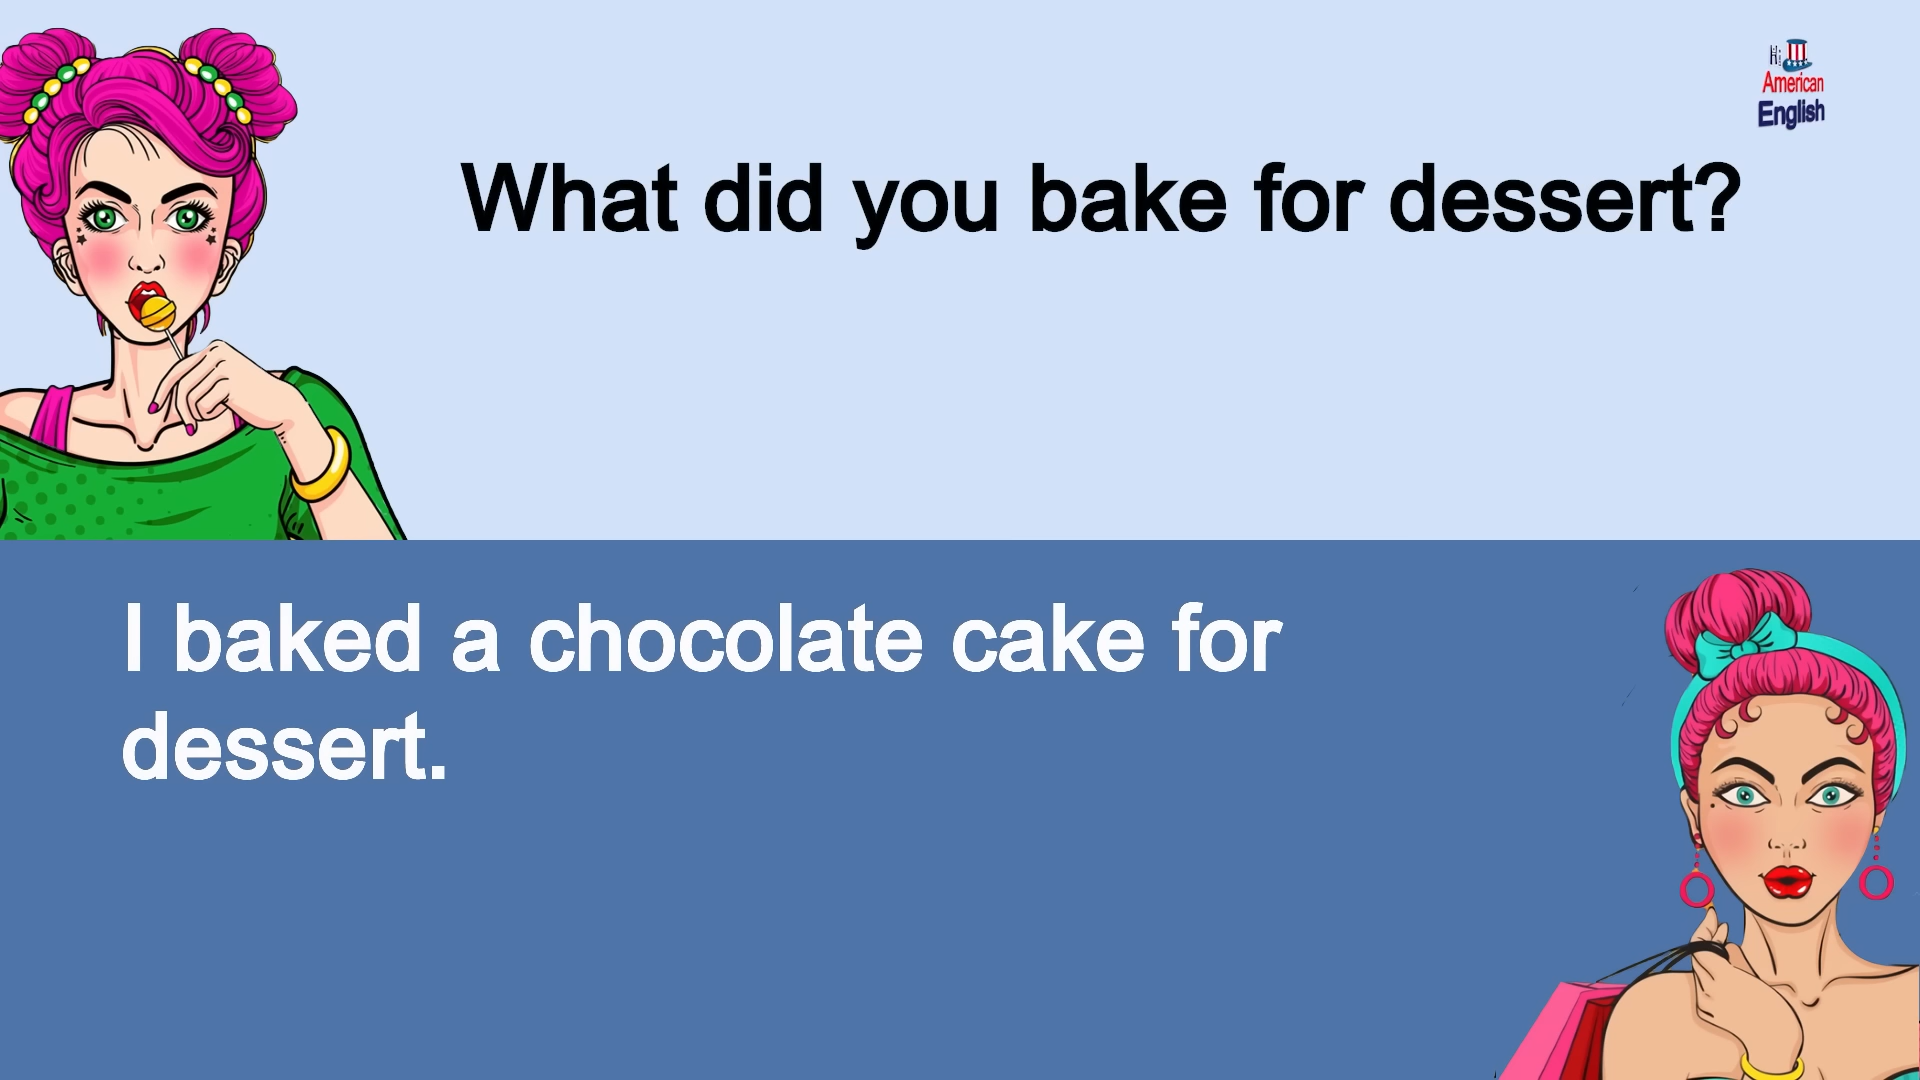 Hi
American
English
What did you bake for dessert?
I baked a chocolate cake for
dessert.